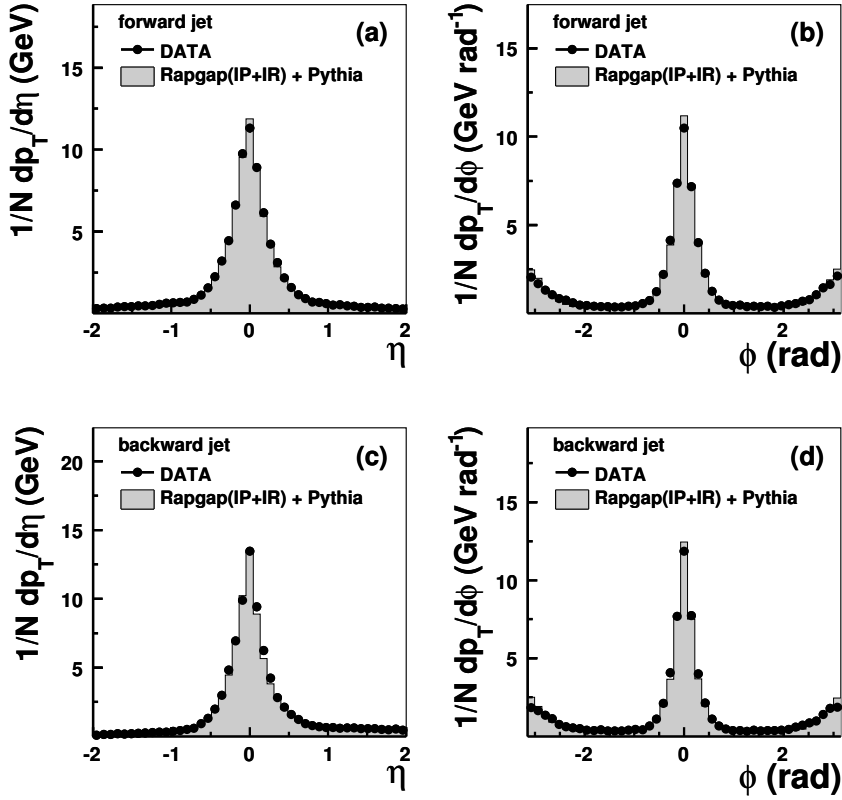 forward jet (a)
DATA
Rapgap(IP+IR) + Pythia
1/N dp_T/dη (GeV)
15
10
5
-2 -1 0 1 2
η
forward jet (b)
DATA
Rapgap(IP+IR) + Pythia
1/N dp_T/dϕ (GeV rad⁻¹)
15
10
5
-2 0 2
ϕ (rad)
backward jet (c)
DATA
Rapgap(IP+IR) + Pythia
1/N dp_T/dη (GeV)
20
15
10
5
-2 -1 0 1 2
η
backward jet (d)
DATA
Rapgap(IP+IR) + Pythia
1/N dp_T/dϕ (GeV rad⁻¹)
15
10
5
-2 0 2
ϕ (rad)